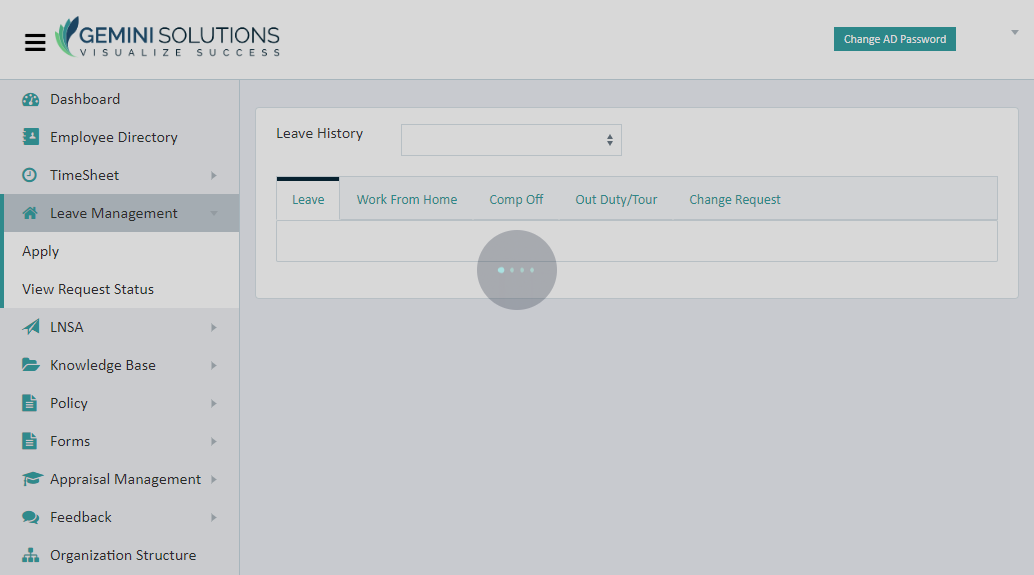 GEMINI SOLUTIONS
VISUALIZE SUCCESS
Change AD Password
Dashboard
Employee Directory
TimeSheet
Leave Management
Apply
View Request Status
LNSA
Knowledge Base
Policy
Forms
Appraisal Management
Feedback
Organization Structure
Leave History
Leave Work From Home Comp Off Out Duty/Tour Change Request